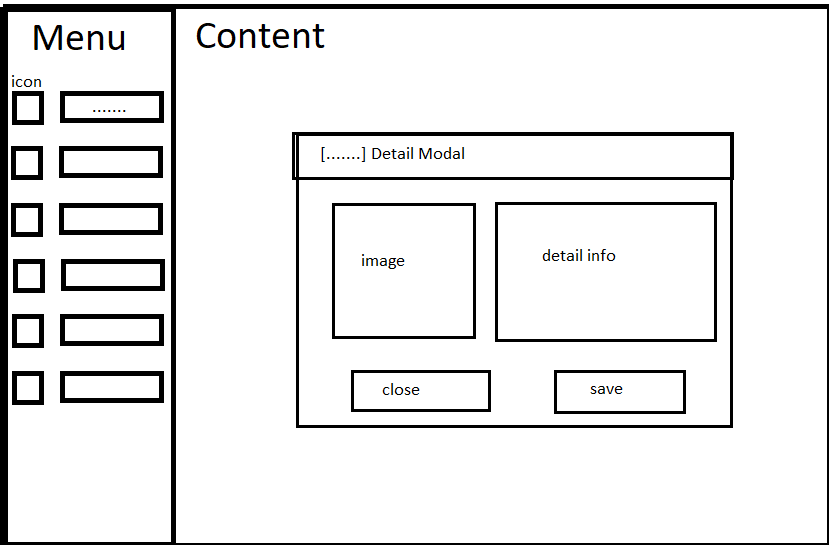 Menu
Content
icon
.......
[.......] Detail Modal
image
detail info
close
save